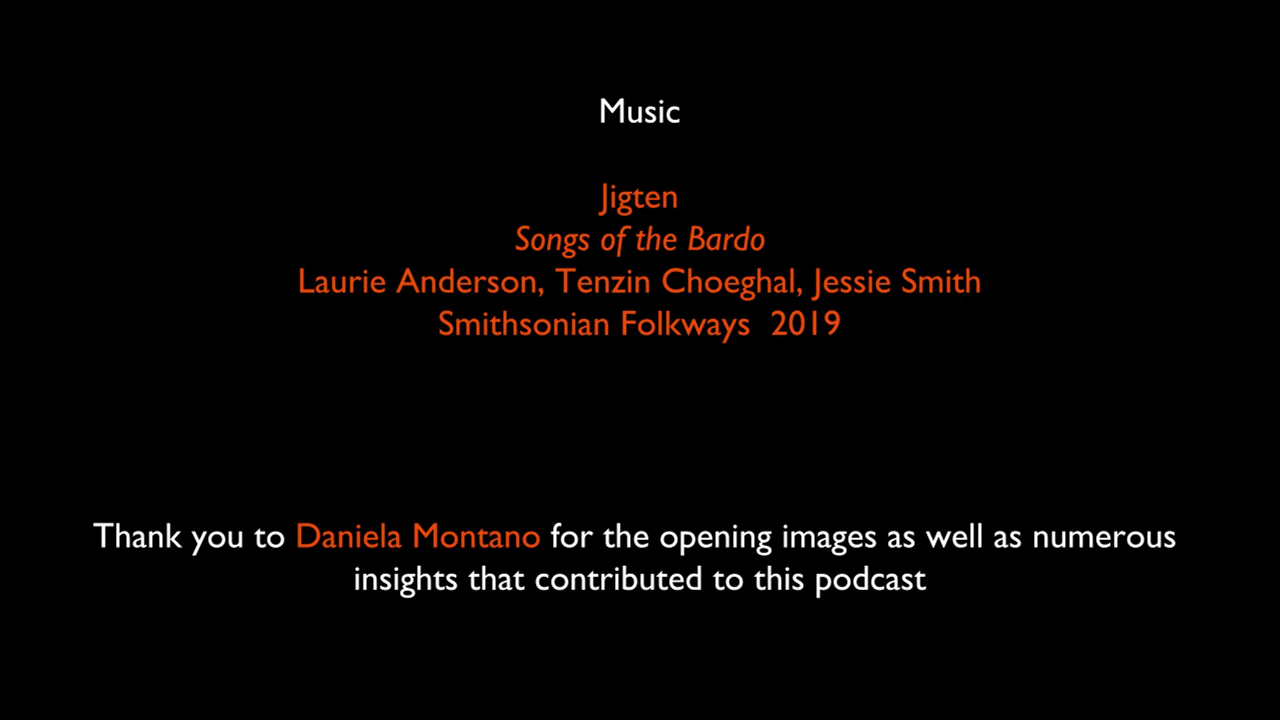 Music
Jigten
Songs of the Bardo
Laurie Anderson, Tenzin Choeghal, Jessie Smith
Smithsonian Folkways  2019
Thank you to Daniela Montano for the opening images as well as numerous
insights that contributed to this podcast